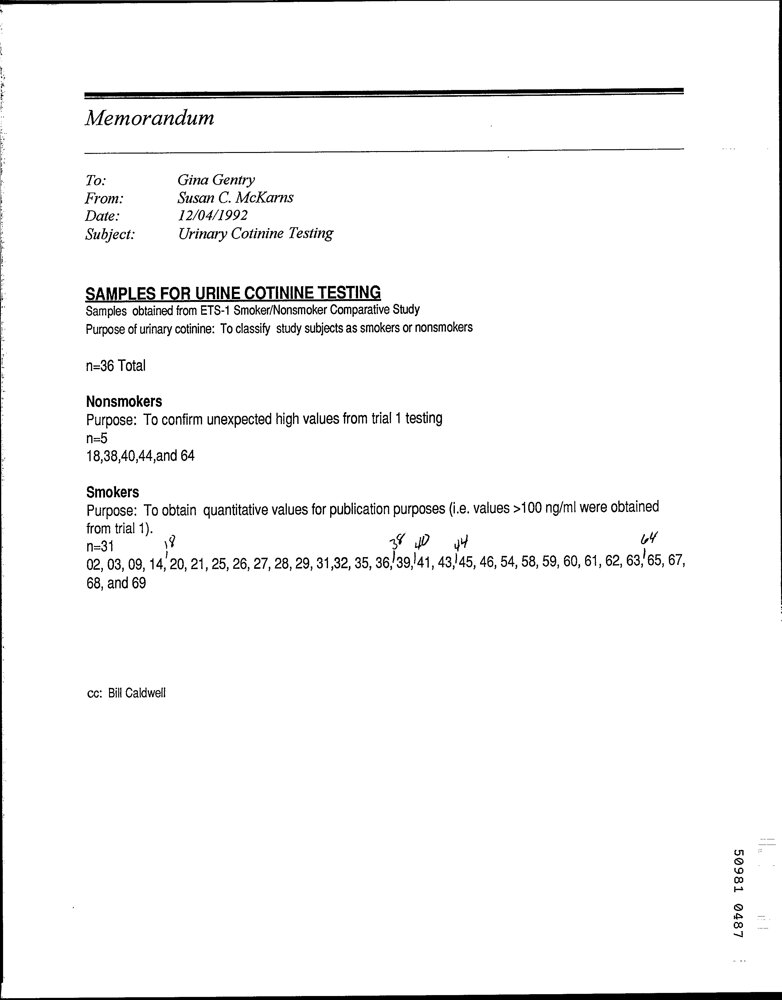 Memorandum
To: Gina Gentry
From: Susan C. McKarns
Date: 12/04/1992
Subject: Urinary Cotinine Testing
SAMPLES FOR URINE COTININE TESTING
Samples obtained from ETS-1 Smoker/Nonsmoker Comparative Study
Purpose of urinary cotinine: To classify study subjects as smokers or nonsmokers
n=36 Total
Nonsmokers
Purpose: To confirm unexpected high values from trial 1 testing
n=5
18,38,40,44,and 64
Smokers
Purpose: To obtain quantitative values for publication purposes (i.e. values >100 ng/ml were obtained
from trial 1).
n=31
18 38 40 44 64
02, 03, 09, 14, 20, 21, 25, 26, 27, 28, 29, 31,32, 35, 36, 39, 41, 43, 45, 46, 54, 58, 59, 60, 61, 62, 63, 65, 67,
68, and 69
cc: Bill Caldwell
50981 0487